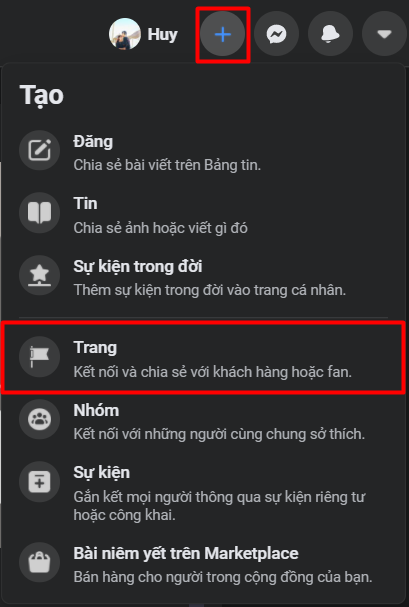 Huy
Tạo
Đăng
Chia sẻ bài viết trên Bảng tin.
Tin
Chia sẻ ảnh hoặc viết gì đó
Sự kiện trong đời
Thêm sự kiện trong đời vào trang cá nhân.
Trang
Kết nối và chia sẻ với khách hàng hoặc fan.
Nhóm
Kết nối với những người cùng chung sở thích.
Sự kiện
Gắn kết mọi người thông qua sự kiện riêng tư
hoặc công khai.
Bài niêm yết trên Marketplace
Bán hàng cho người trong cộng đồng của bạn.